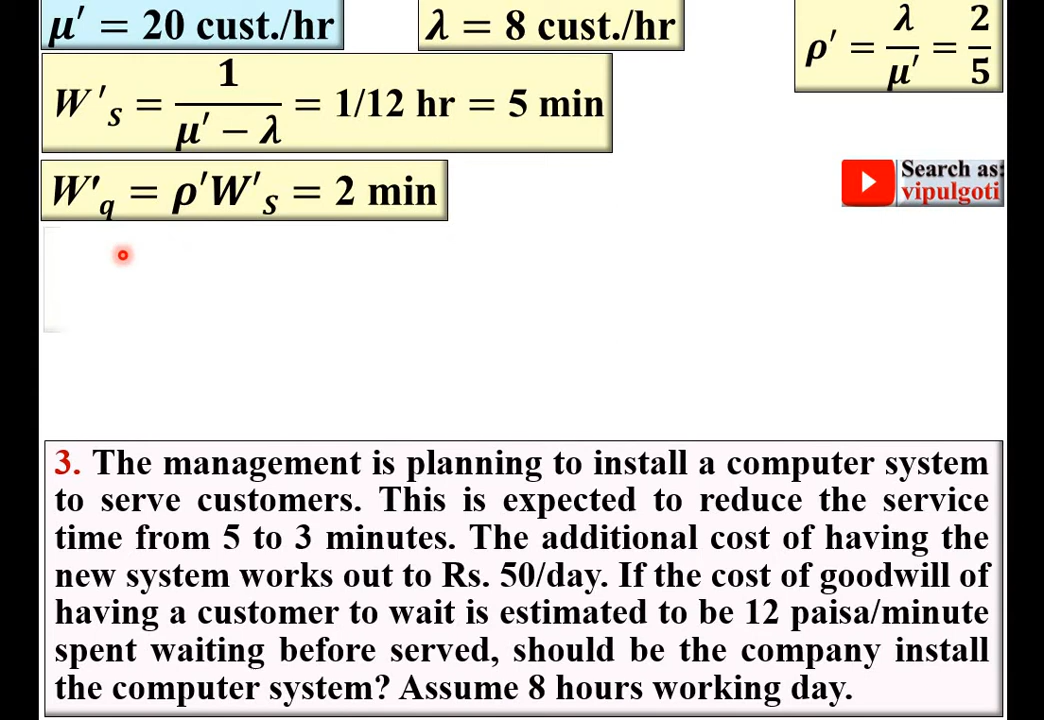 μ′ = 20 cust./hr
λ = 8 cust./hr
ρ′ = λ/μ′ = 2/5
W′s = 1/(μ′ − λ) = 1/12 hr = 5 min
W′q = ρ′W′s = 2 min
Search as:
vipulgoti
3. The management is planning to install a computer system
to serve customers. This is expected to reduce the service
time from 5 to 3 minutes. The additional cost of having the
new system works out to Rs. 50/day. If the cost of goodwill of
having a customer to wait is estimated to be 12 paisa/minute
spent waiting before served, should be the company install
the computer system? Assume 8 hours working day.